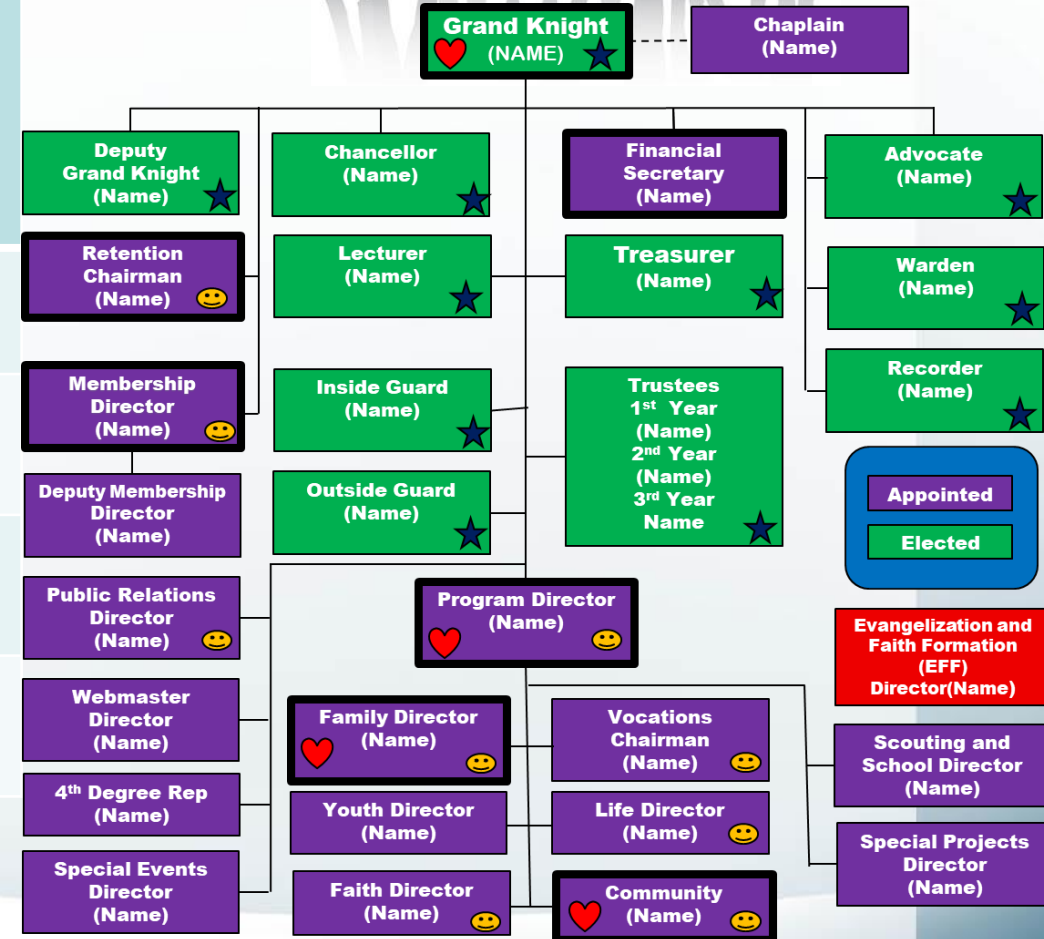 Grand Knight
(NAME)
Chaplain
(Name)
Deputy
Grand Knight
(Name)
Chancellor
(Name)
Financial
Secretary
(Name)
Advocate
(Name)
Retention
Chairman
(Name)
Lecturer
(Name)
Treasurer
(Name)
Warden
(Name)
Membership
Director
(Name)
Inside Guard
(Name)
Trustees
1st Year
(Name)
2nd Year
(Name)
3rd Year
Name
Recorder
(Name)
Deputy Membership
Director
(Name)
Outside Guard
(Name)
Appointed
Elected
Public Relations
Director
(Name)
Program Director
(Name)
Evangelization and
Faith Formation
(EFF)
Director(Name)
Webmaster
Director
(Name)
Family Director
(Name)
Vocations
Chairman
(Name)
Scouting and
School Director
(Name)
4th Degree Rep
(Name)
Youth Director
(Name)
Life Director
(Name)
Special Projects
Director
(Name)
Special Events
Director
(Name)
Faith Director
(Name)
Community
(Name)